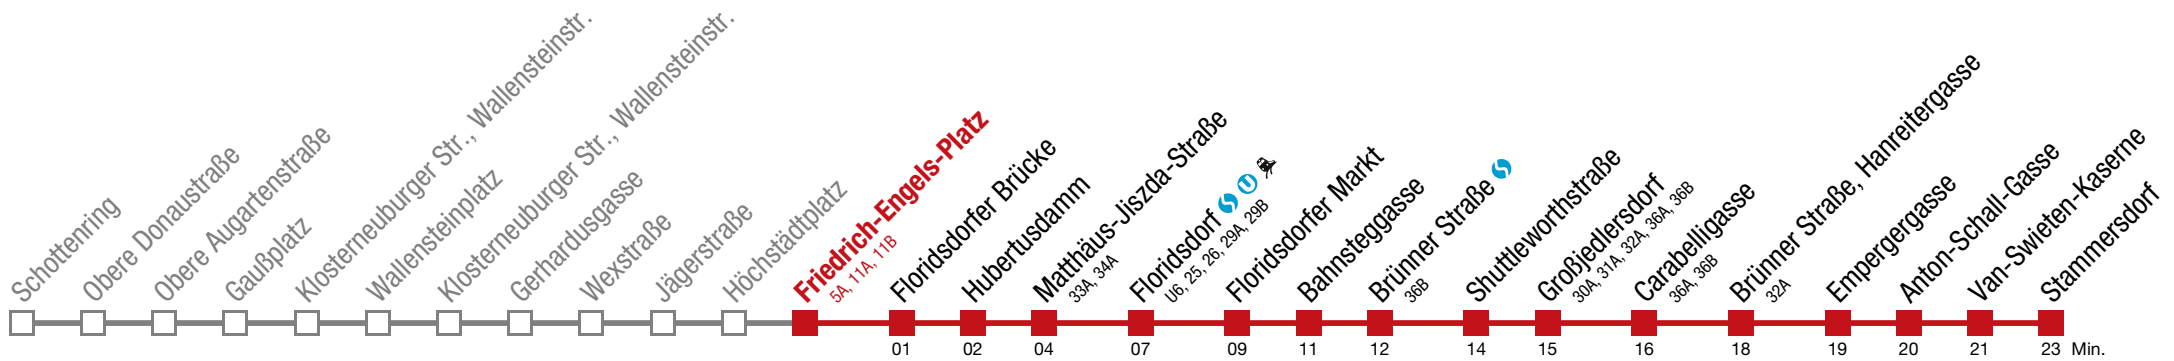 Schottenring
Obere Donaustraße
Obere Augartenstraße
Gaußplatz
Klosterneuburger Str., Wallensteinstr.
Wallensteinplatz
Klosterneuburger Str., Wallensteinstr.
Gerhardusgasse
Wexstraße
Jägerstraße
Höchstädtplatz
Friedrich-Engels-Platz
5A, 11A, 11B
Floridsdorfer Brücke
Hubertusdamm
Matthäus-Jiszda-Straße
33A, 34A
Floridsdorf S U
U6, 25, 26, 29A, 29B
Floridsdorfer Markt
Bahnsteggasse
Brünner Straße S
36B
Shuttleworthstraße
Großjedlersdorf
30A, 31A, 32A, 36A, 36B
Carabelligasse
36A, 36B
Brünner Straße, Hanreitergasse
32A
Empergergasse
Anton-Schall-Gasse
Van-Swieten-Kaserne
Stammersdorf
01 02 04 07 09 11 12 14 15 16 18 19 20 21 23 Min.